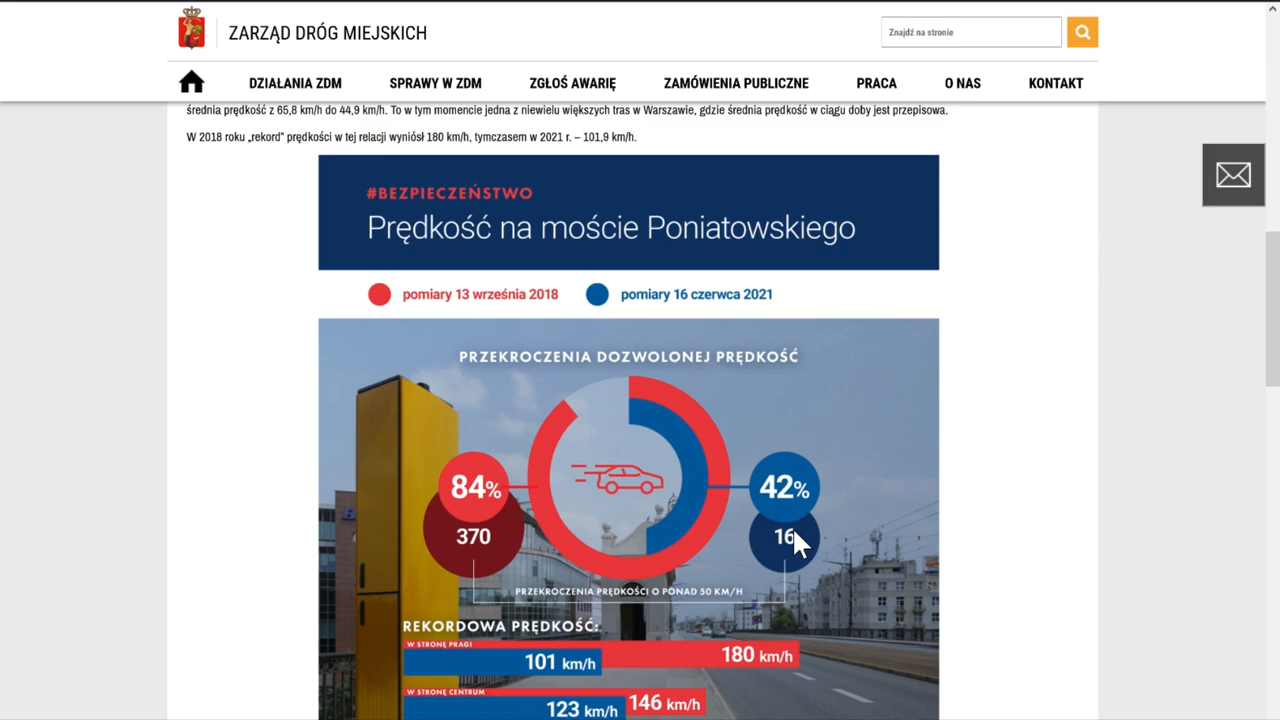 ZARZĄD DRÓG MIEJSKICH
Znajdź na stronie
DZIAŁANIA ZDM SPRAWY W ZDM ZGŁOŚ AWARIĘ ZAMÓWIENIA PUBLICZNE PRACA O NAS KONTAKT
średnia prędkość z 65,8 km/h do 44,9 km/h. To w tym momencie jedna z niewielu większych tras w Warszawie, gdzie średnia prędkość w ciągu doby jest przepisowa.
W 2018 roku „rekord” prędkości w tej relacji wyniósł 180 km/h, tymczasem w 2021 r. – 101,9 km/h.
#BEZPIECZEŃSTWO
Prędkość na moście Poniatowskiego
pomiary 13 września 2018 pomiary 16 czerwca 2021
PRZEKROCZENIA DOZWOLONEJ PRĘDKOŚĆ
84% 42%
370 16
PRZEKROCZENIA PRĘDKOŚCI O PONAD 50 KM/H
REKORDOWA PRĘDKOŚĆ:
W STRONĘ PRAGI
101 km/h 180 km/h
W STRONĘ CENTRUM
123 km/h 146 km/h